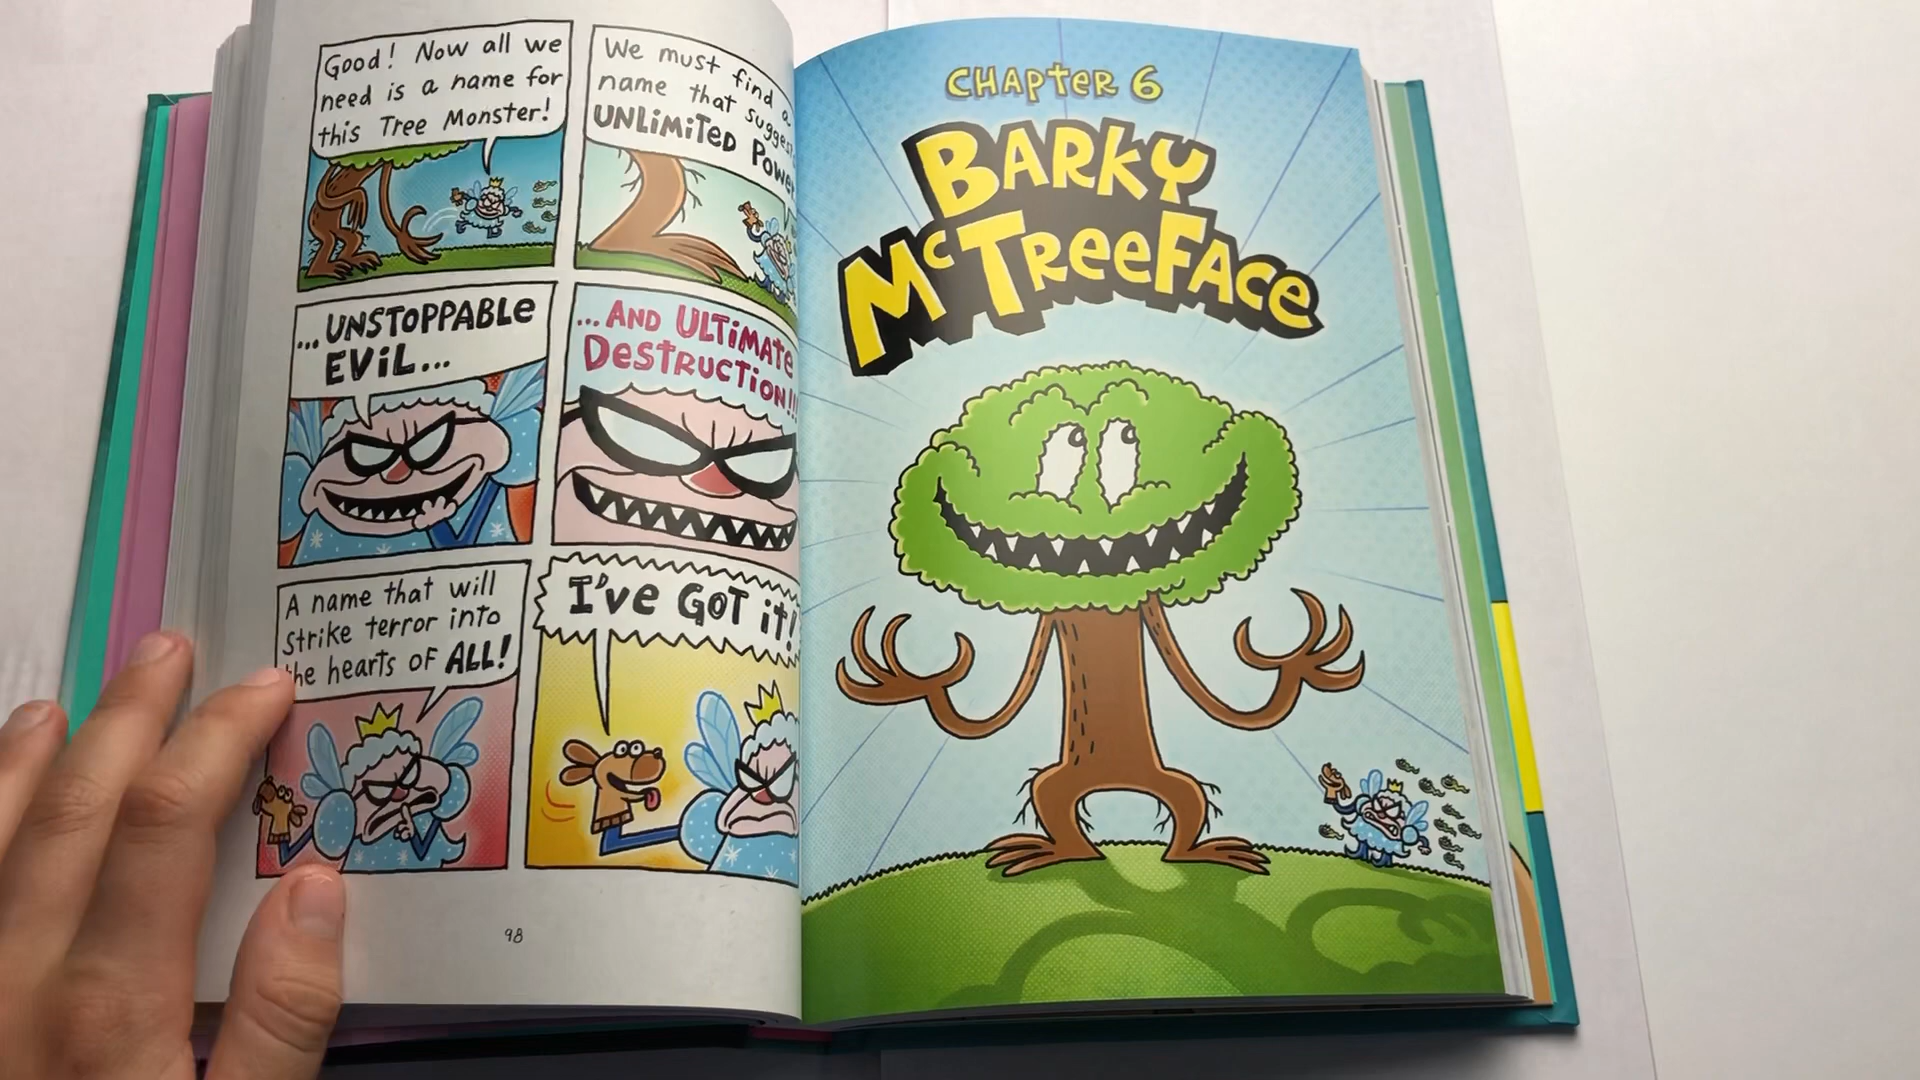 Good! Now all we
need is a name for
this Tree Monster!
We must find a
name that
UNLiMiTED
...UNSTOPPABLe
EViL...
...AND ULTiMATe
DeSTRUCTiON!!!
A name that will
strike terror into
the hearts of ALL!
I've GOT it!
98
CHAPteR 6
BARKY
McTReeFACe